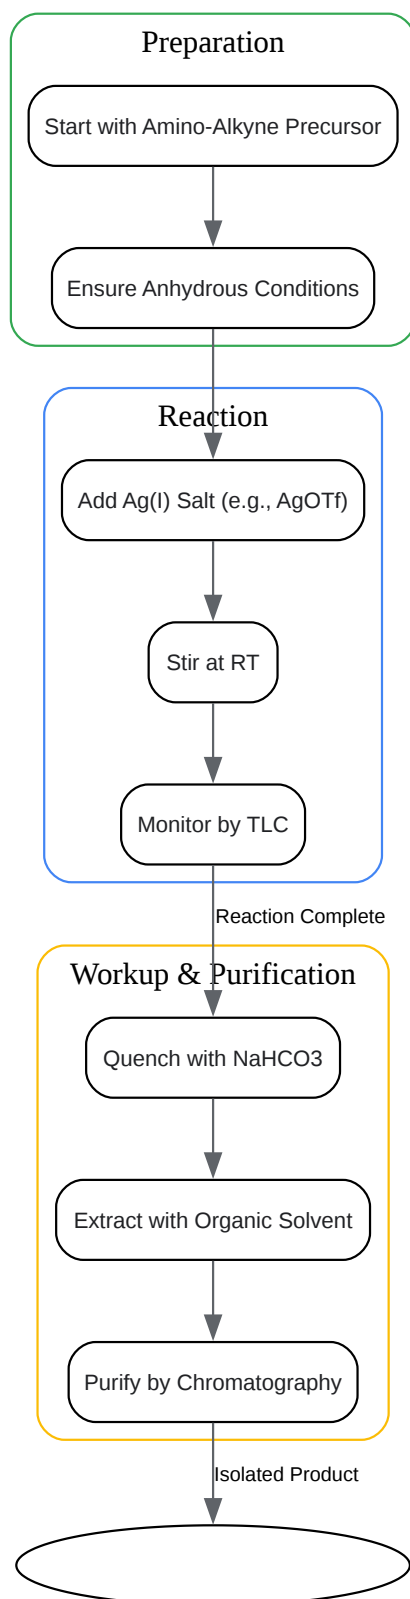 Preparation
Start with Amino-Alkyne Precursor
Ensure Anhydrous Conditions
Reaction
Add Ag(I) Salt (e.g., AgOTf)
Stir at RT
Monitor by TLC
Reaction Complete
Workup & Purification
Quench with NaHCO3
Extract with Organic Solvent
Purify by Chromatography
Isolated Product